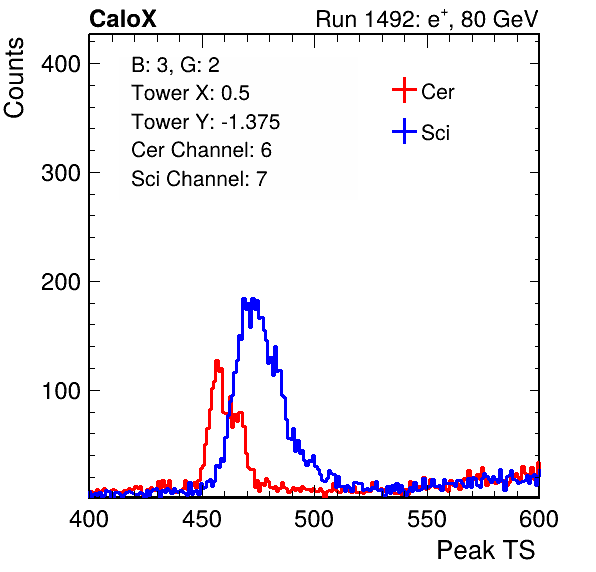 CaloX Run 1492: e⁺, 80 GeV
Counts
400
300
200
100
B: 3, G: 2
Tower X: 0.5
Tower Y: -1.375
Cer Channel: 6
Sci Channel: 7
Cer
Sci
400 450 500 550 600
Peak TS